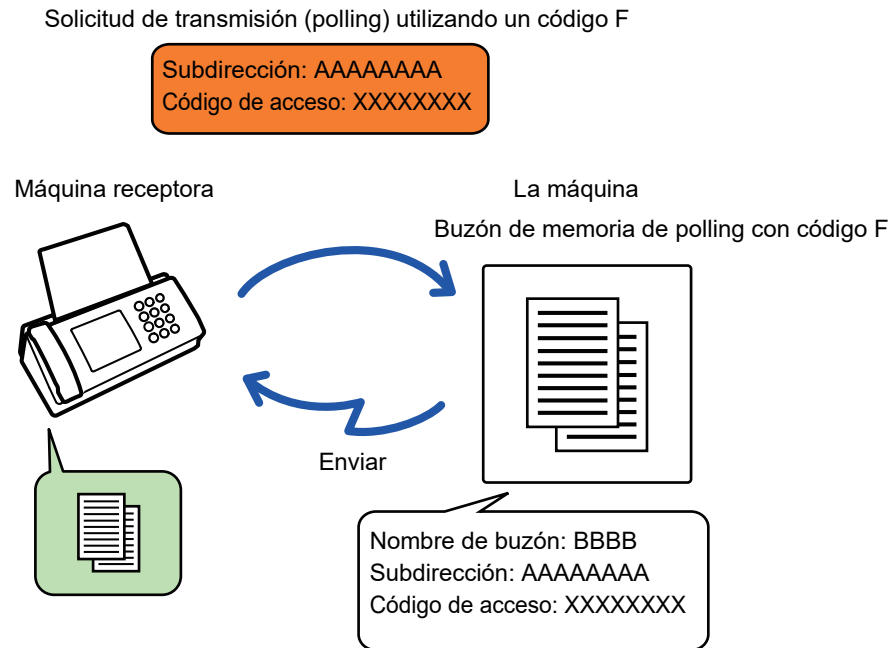 Solicitud de transmisión (polling) utilizando un código F
Subdirección: AAAAAAAA
Código de acceso: XXXXXXXX
Máquina receptora
La máquina
Buzón de memoria de polling con código F
Enviar
Nombre de buzón: BBBB
Subdirección: AAAAAAAA
Código de acceso: XXXXXXXX